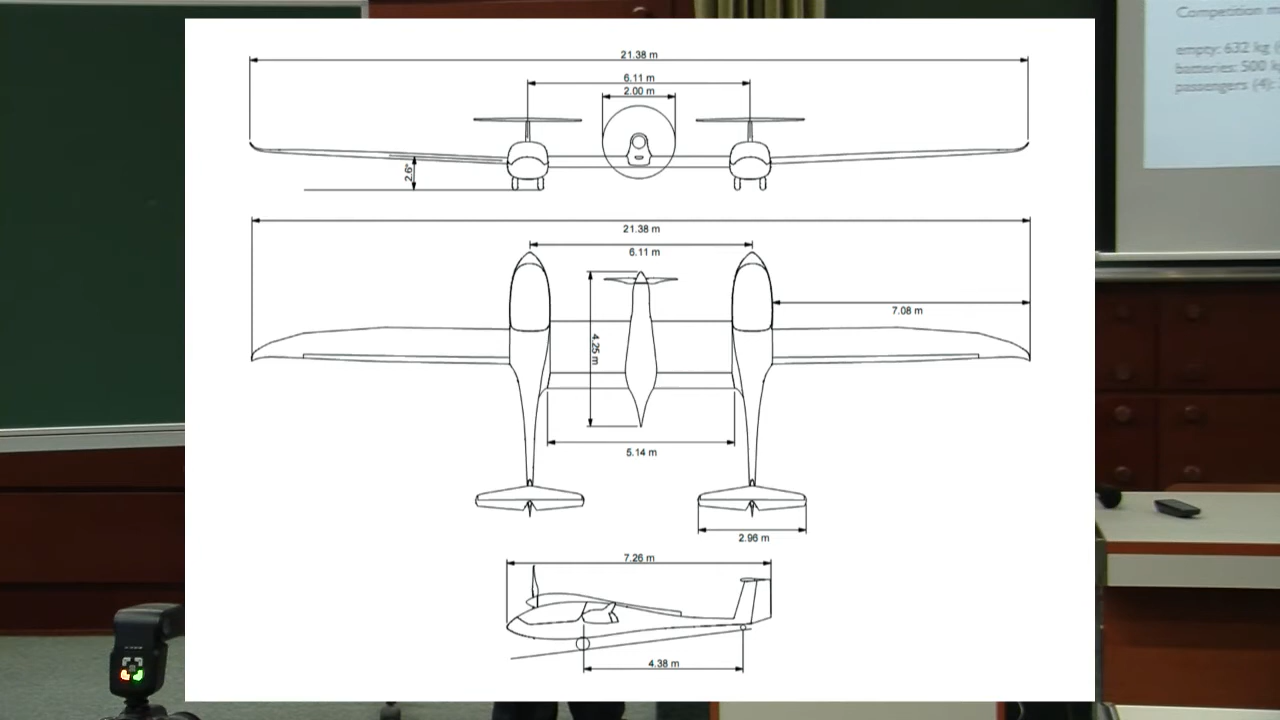 21.38 m
6.11 m
2.00 m
2.6°
21.38 m
6.11 m
7.08 m
4.25 m
5.14 m
2.96 m
7.26 m
4.38 m
Competition
empty: 632 kg
batteries: 500
passengers (4):